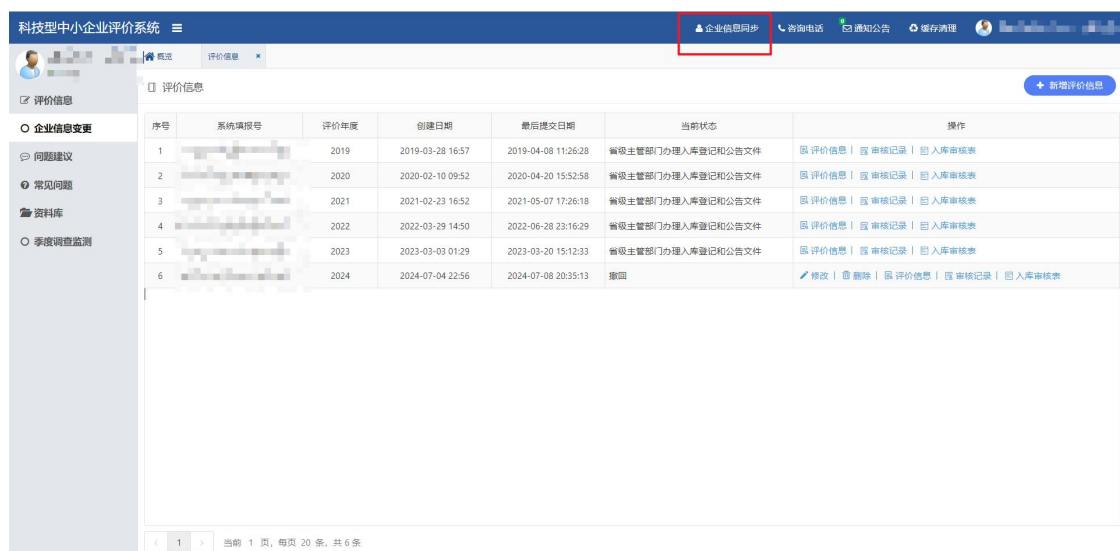 科技型中小企业评价系统
企业信息同步 咨询电话 0 通知公告 缓存清理
概览 评价信息 ×
评价信息
企业信息变更
问题建议
常见问题
资料库
季度调查监测
评价信息 + 新增评价信息
序号 系统填报号 评价年度 创建日期 最后提交日期 当前状态 操作
1 2019 2019-03-28 16:57 2019-04-08 11:26:28 省级主管部门办理入库登记和公告文件 评价信息 | 审核记录 | 入库审核表
2 2020 2020-02-10 09:52 2020-04-20 15:52:58 省级主管部门办理入库登记和公告文件 评价信息 | 审核记录 | 入库审核表
3 2021 2021-02-23 16:52 2021-05-07 17:26:18 省级主管部门办理入库登记和公告文件 评价信息 | 审核记录 | 入库审核表
4 2022 2022-03-29 14:50 2022-06-28 23:16:29 省级主管部门办理入库登记和公告文件 评价信息 | 审核记录 | 入库审核表
5 2023 2023-03-03 01:29 2023-03-20 15:12:33 省级主管部门办理入库登记和公告文件 评价信息 | 审核记录 | 入库审核表
6 2024 2024-07-04 22:56 2024-07-08 20:35:13 撤回 修改 | 删除 | 评价信息 | 审核记录 | 入库审核表
< 1 > 当前 1 页, 每页 20 条, 共 6 条